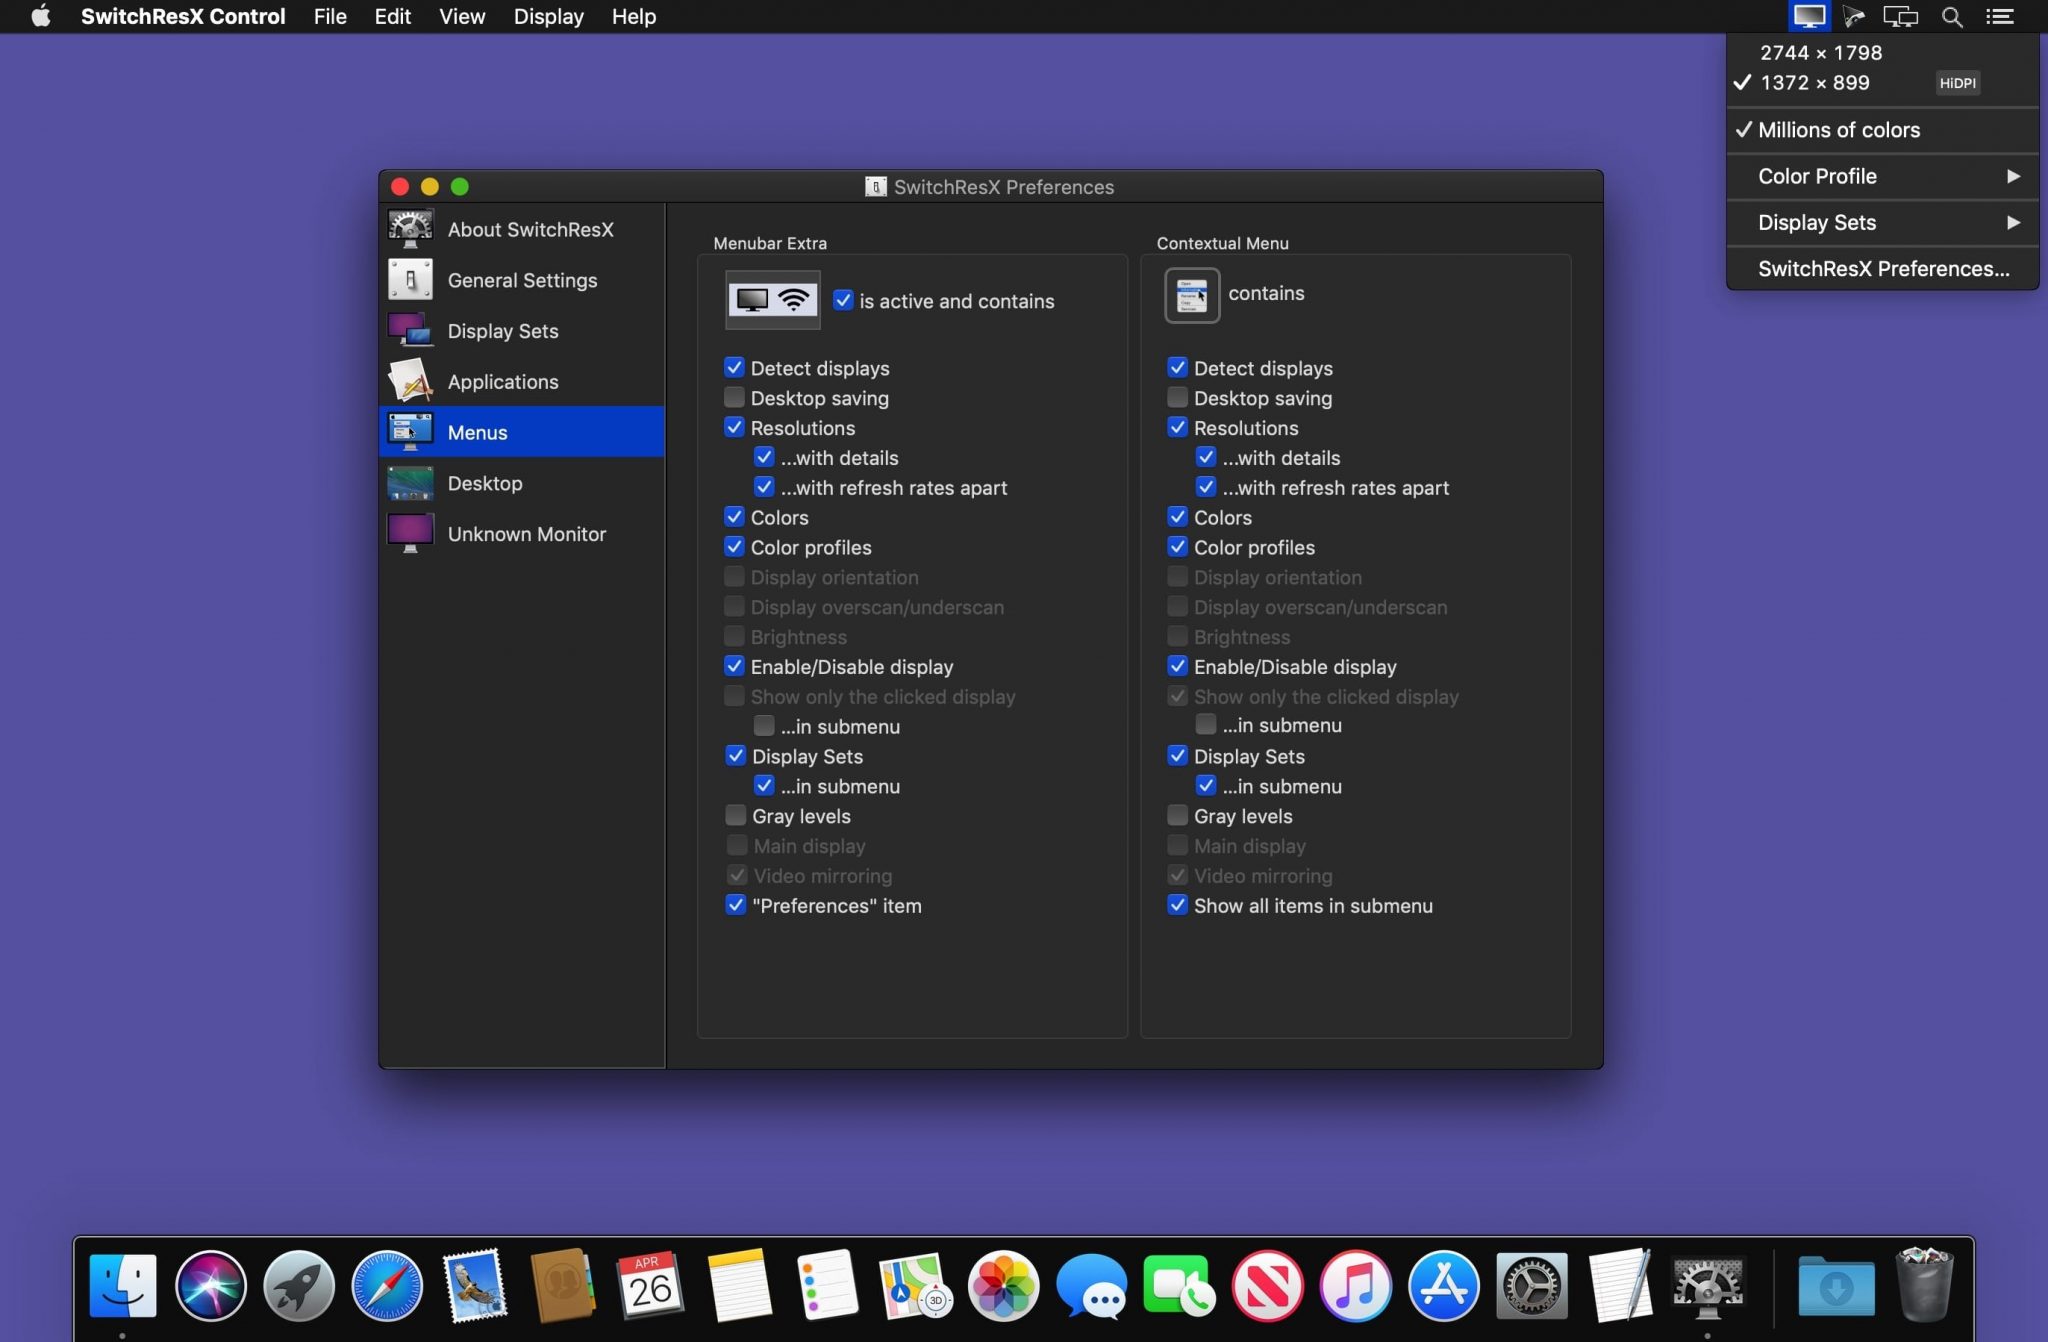 SwitchResX Control File Edit View Display Help
2744 × 1798
1372 × 899 HiDPI
Millions of colors
Color Profile
Display Sets
SwitchResX Preferences...
SwitchResX Preferences
About SwitchResX
General Settings
Display Sets
Applications
Menus
Desktop
Unknown Monitor
Menubar Extra
is active and contains
Detect displays
Desktop saving
Resolutions
...with details
...with refresh rates apart
Colors
Color profiles
Display orientation
Display overscan/underscan
Brightness
Enable/Disable display
Show only the clicked display
...in submenu
Display Sets
...in submenu
Gray levels
Main display
Video mirroring
"Preferences" item
Contextual Menu
contains
Detect displays
Desktop saving
Resolutions
...with details
...with refresh rates apart
Colors
Color profiles
Display orientation
Display overscan/underscan
Brightness
Enable/Disable display
Show only the clicked display
...in submenu
Display Sets
...in submenu
Gray levels
Main display
Video mirroring
Show all items in submenu
APR
26
3D